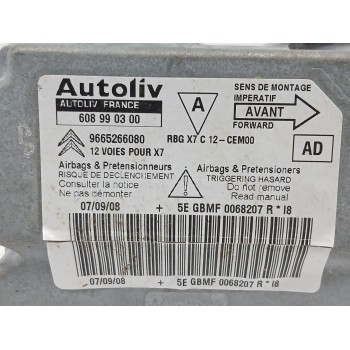 Autoliv
AUTOLIV FRANCE
608 99 03 00
A
SENS DE MONTAGE
IMPERATIF
AVANT
FORWARD
9665266080
RBG X7 C 12-CEM00
12 VOIES POUR X7
AD
Airbags & Pretensionneurs
RISQUE DE DECLENCHEMENT
Consulter la notice
Ne pas démonter
Airbags & Pretensioners
TRIGGERING HASARD
Do not remove
Read manual
07/09/08 + 5E GBMF 0068207 R * I8
07/09/08 + 5E GBMF 0068207 R * I8